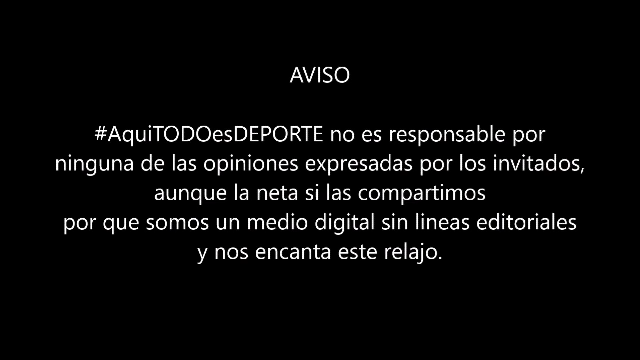 AVISO
#AquiTODOesDEPORTE no es responsable por
ninguna de las opiniones expresadas por los invitados,
aunque la neta si las compartimos
por que somos un medio digital sin lineas editoriales
y nos encanta este relajo.